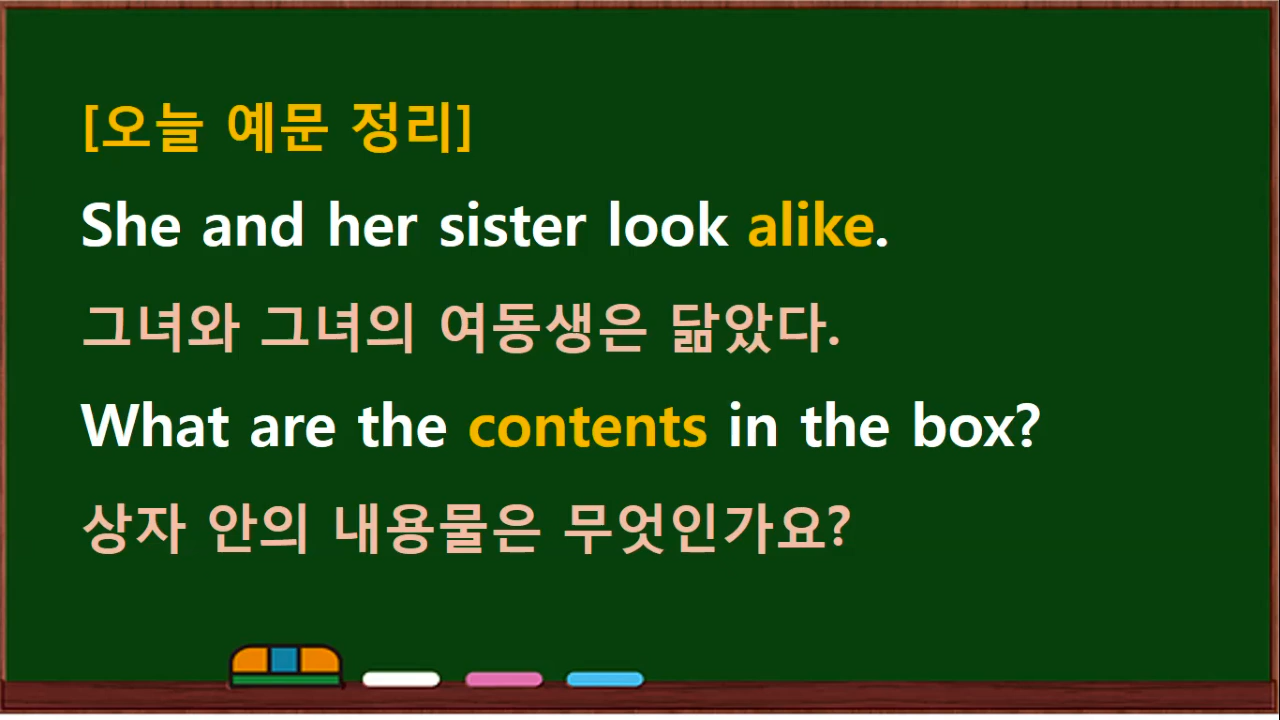 [오늘 예문 정리]
She and her sister look alike.
그녀와 그녀의 여동생은 닮았다.
What are the contents in the box?
상자 안의 내용물은 무엇인가요?